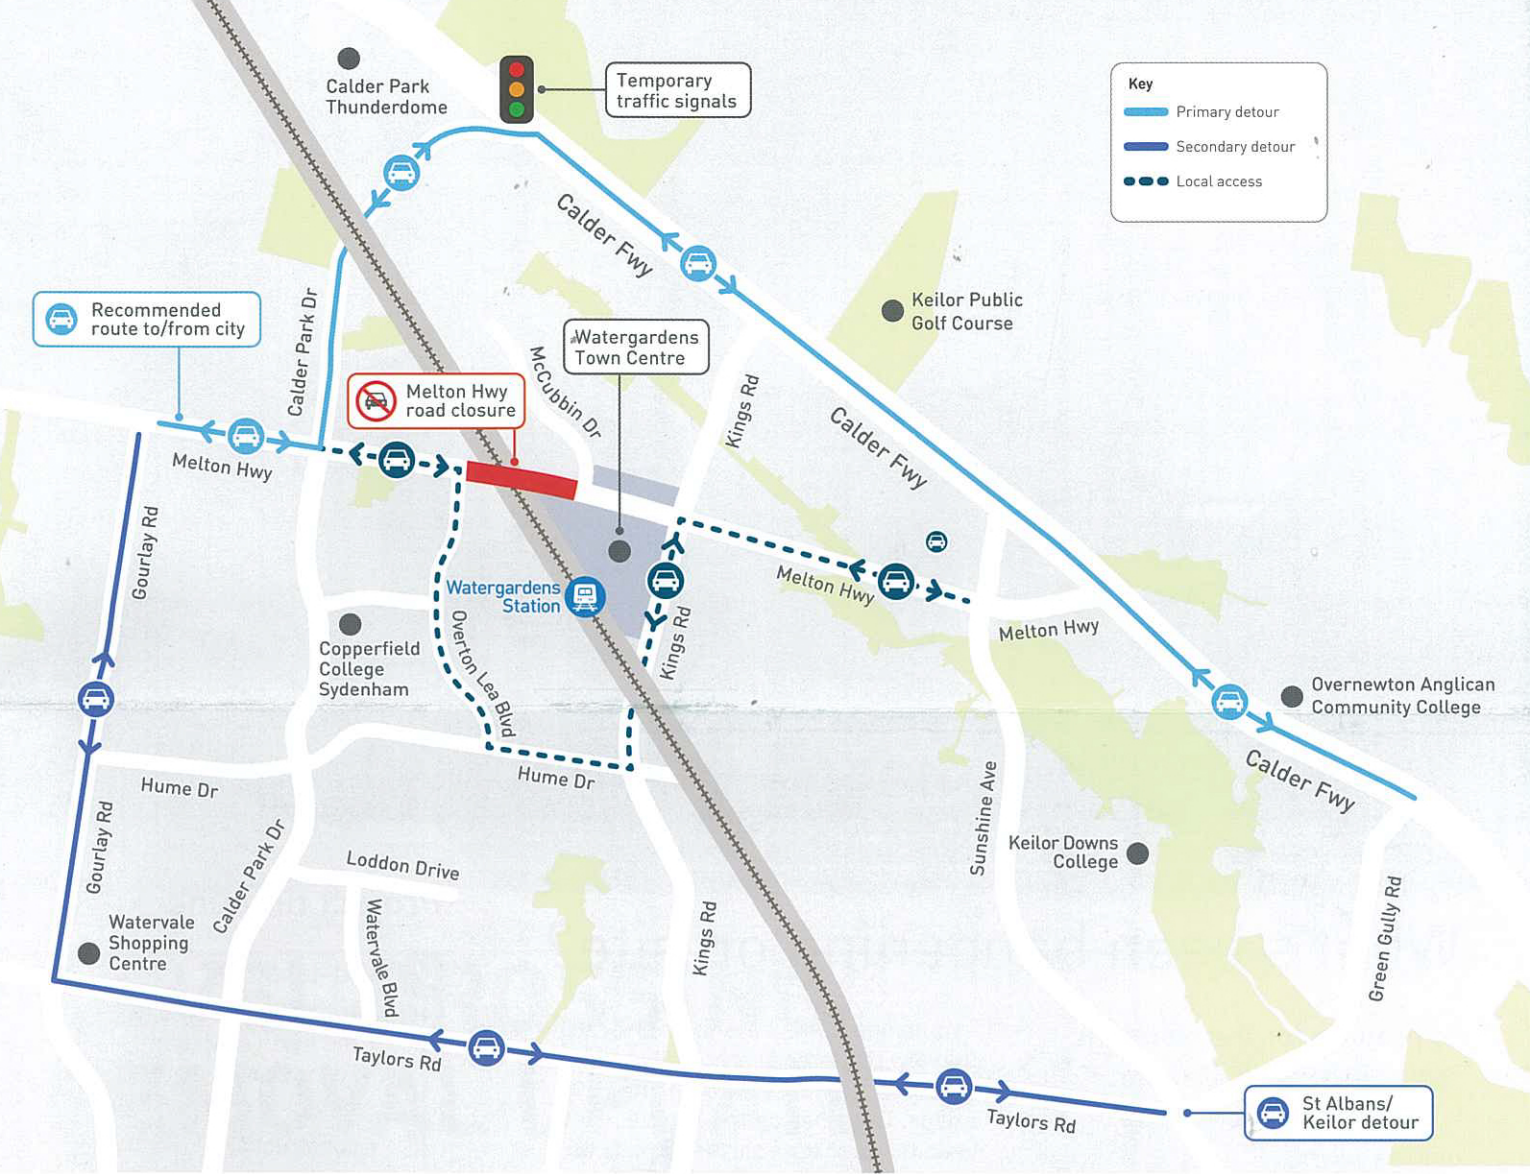 Calder Park
Thunderdome
Temporary
traffic signals
Key
Primary detour
Secondary detour
Local access
Calder Fwy
Recommended
route to/from city
Calder Park Dr
Keilor Public
Golf Course
Watergardens
Town Centre
McCubbin Dr
Melton Hwy
road closure
Kings Rd
Calder Fwy
Melton Hwy
Gourlay Rd
Watergardens
Station
Melton Hwy
Melton Hwy
Copperfield
College
Sydenham
Overton Lea Blvd
Kings Rd
Overnewton Anglican
Community College
Calder Fwy
Hume Dr
Hume Dr
Sunshine Ave
Keilor Downs
College
Gourlay Rd
Calder Park Dr
Loddon Drive
Watervale
Shopping
Centre
Watervale Blvd
Kings Rd
Green Gully Rd
Taylors Rd
Taylors Rd
St Albans/
Keilor detour